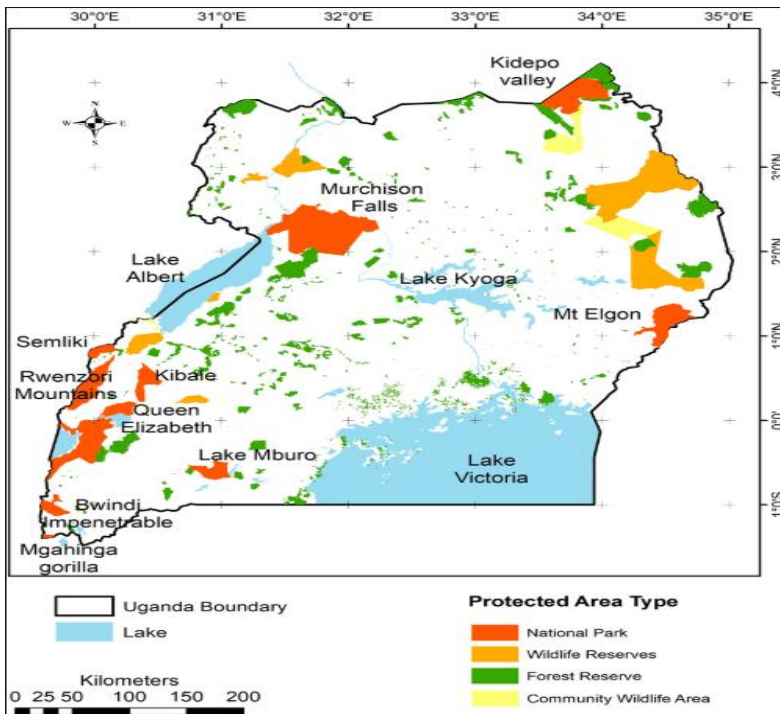 30°0'E 31°0'E 32°0'E 33°0'E 34°0'E 35°0'E
Kidepo
valley
4°0'N
N
W E
S
3°0'N
Murchison
Falls
2°0'N
Lake
Albert
Lake Kyoga
Mt Elgon
1°0'N
Semliki
Rwenzori
Mountains
Kibale
Queen
Elizabeth
0°0'
Lake Mburo
Lake
Victoria
1°0'S
Bwindi
Impenetrable
Mgahinga
gorilla
Uganda Boundary
Lake
Protected Area Type
National Park
Wildlife Reserves
Forest Reserve
Community Wildlife Area
Kilometers
0 25 50 100 150 200